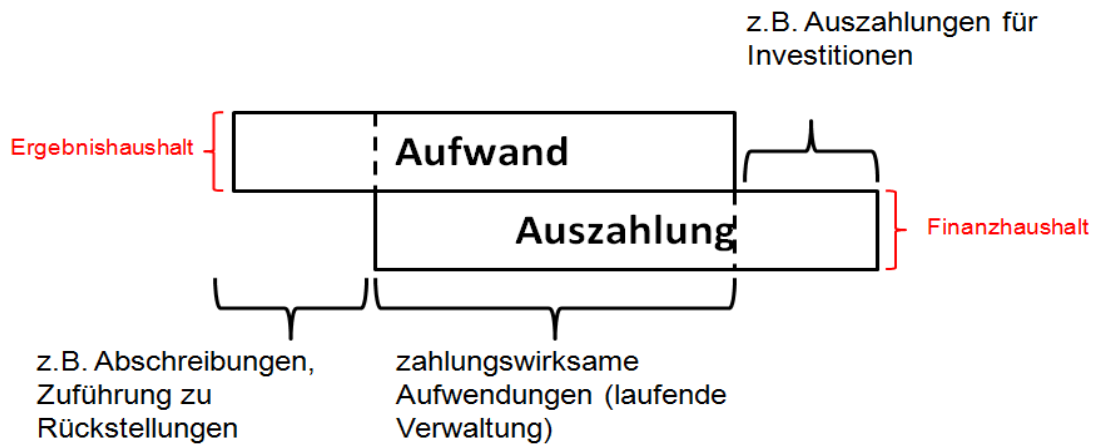 z.B. Auszahlungen für
Investitionen
Ergebnishaushalt
Aufwand
Auszahlung
Finanzhaushalt
z.B. Abschreibungen,
Zuführung zu
Rückstellungen
zahlungswirksame
Aufwendungen (laufende
Verwaltung)